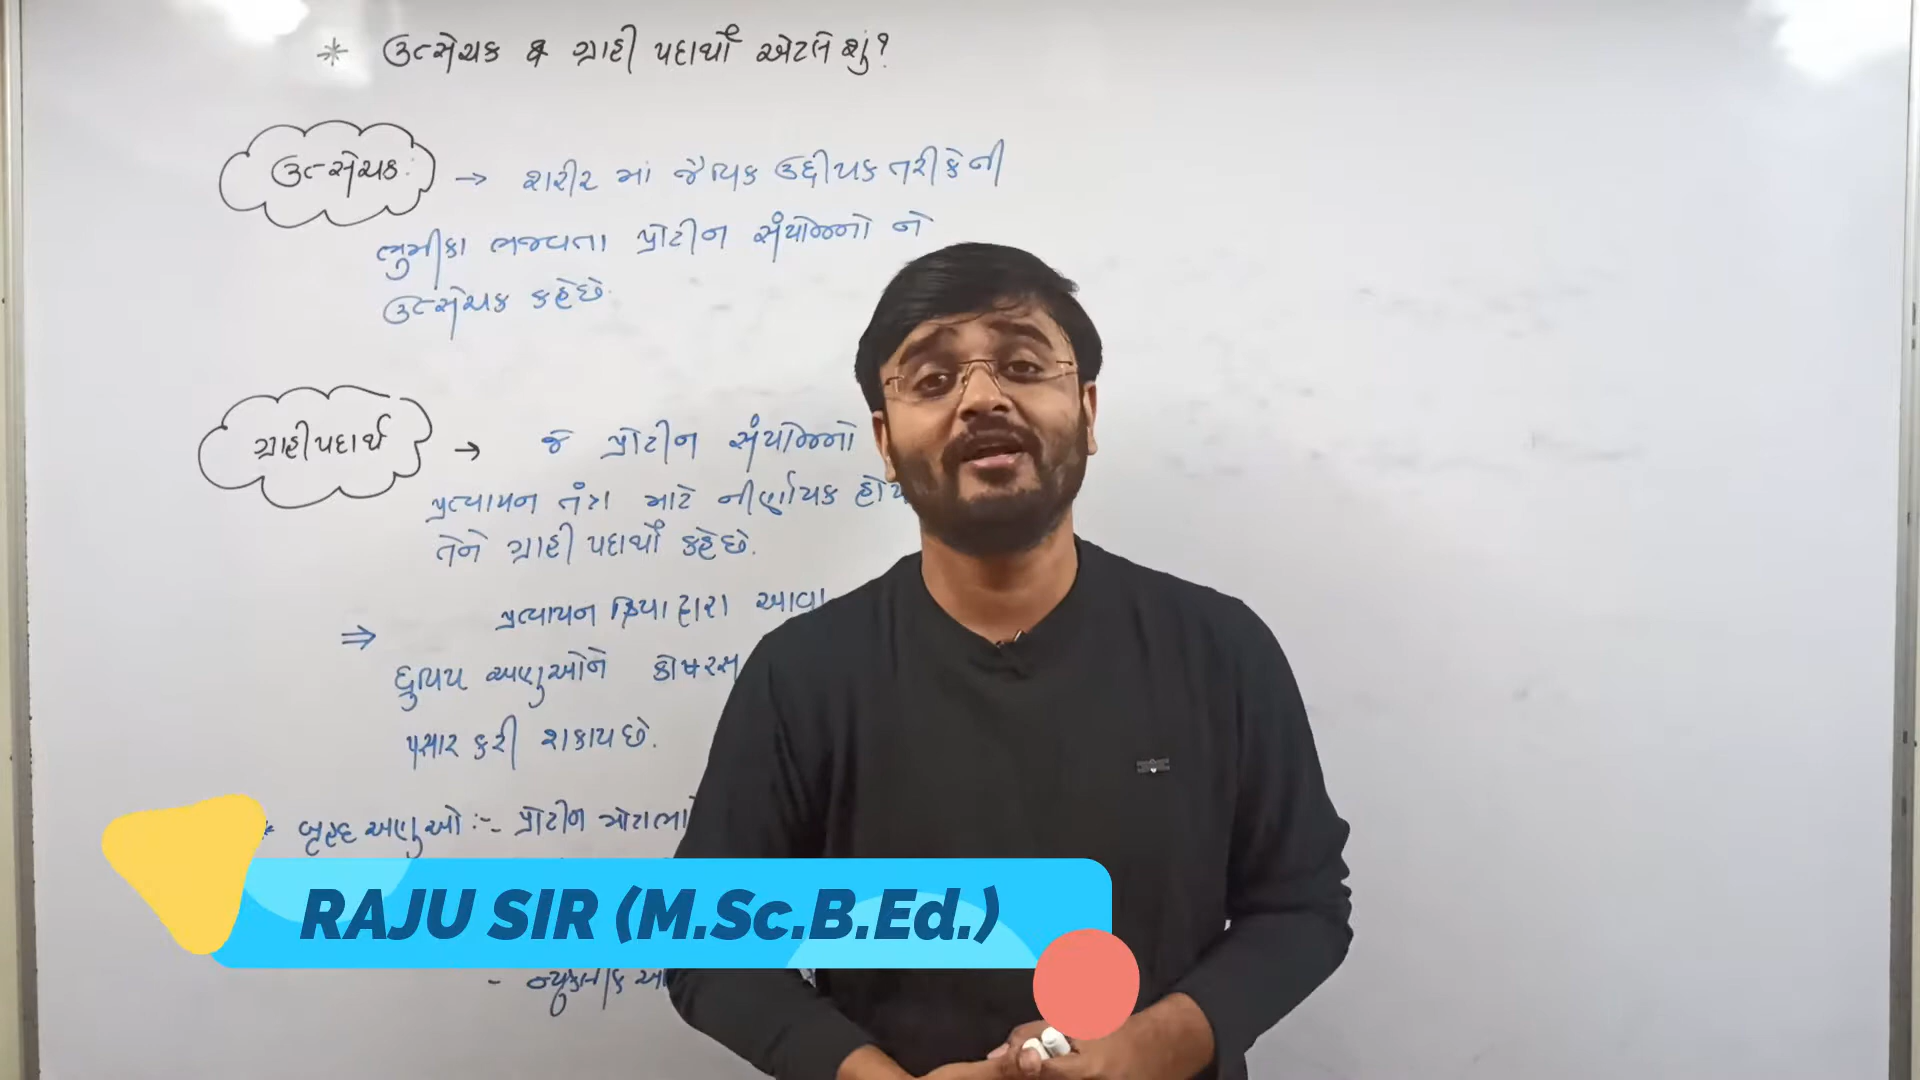 * ઉત્સેચક & ગ્રાહી પદાર્થો એટલે શું?
ઉત્સેચક: → શરીર માં જૈવિક ઉદ્દીપક તરીકેની
ભુમીકા ભજવતા પ્રોટીન સંયોજનો ને
ઉત્સેચક કહેછે.
ગ્રાહીપદાર્થ → જે પ્રોટીન સંયોજનો
પ્રત્યાયન તંત્ર માટે નીર્ણાયક હોય
તેને ગ્રાહી પદાર્થો કહેછે.
⇒ પ્રત્યાયન ક્રિયા દ્વારા આવા
ધ્રુવિય અણુઓને કોષરસ
પસાર કરી શકાય છે.
* બૃહદ અણુઓ :- પ્રોટીન
RAJU SIR (M.Sc.B.Ed.)
-